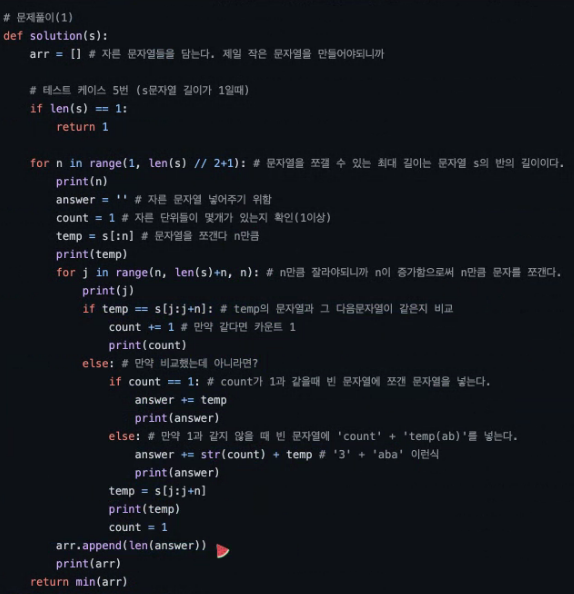 # 문제풀이(1)
def solution(s):
    arr = [] # 자른 문자열들을 담는다. 제일 작은 문자열을 만들어야되니까
    # 테스트 케이스 5번 (s문자열 길이가 1일때)
    if len(s) == 1:
        return 1
    for n in range(1, len(s) // 2+1): # 문자열을 쪼갤 수 있는 최대 길이는 문자열 s의 반의 길이이다.
        print(n)
        answer = '' # 자른 문자열 넣어주기 위함
        count = 1 # 자른 단위들이 몇개가 있는지 확인(1이상)
        temp = s[:n] # 문자열을 쪼갠다 n만큼
        print(temp)
        for j in range(n, len(s)+n, n): # n만큼 잘라야되니까 n이 증가함으로써 n만큼 문자를 쪼갠다.
            print(j)
            if temp == s[j:j+n]: # temp의 문자열과 그 다음문자열이 같은지 비교
                count += 1 # 만약 같다면 카운트 1
                print(count)
            else: # 만약 비교했는데 아니라면?
                if count == 1: # count가 1과 같을때 빈 문자열에 쪼갠 문자열을 넣는다.
                    answer += temp
                    print(answer)
                else: # 만약 1과 같지 않을 때 빈 문자열에 'count' + 'temp(ab)'를 넣는다.
                    answer += str(count) + temp # '3' + 'aba' 이런식
                    print(answer)
                temp = s[j:j+n]
                print(temp)
                count = 1
        arr.append(len(answer))
        print(arr)
    return min(arr)